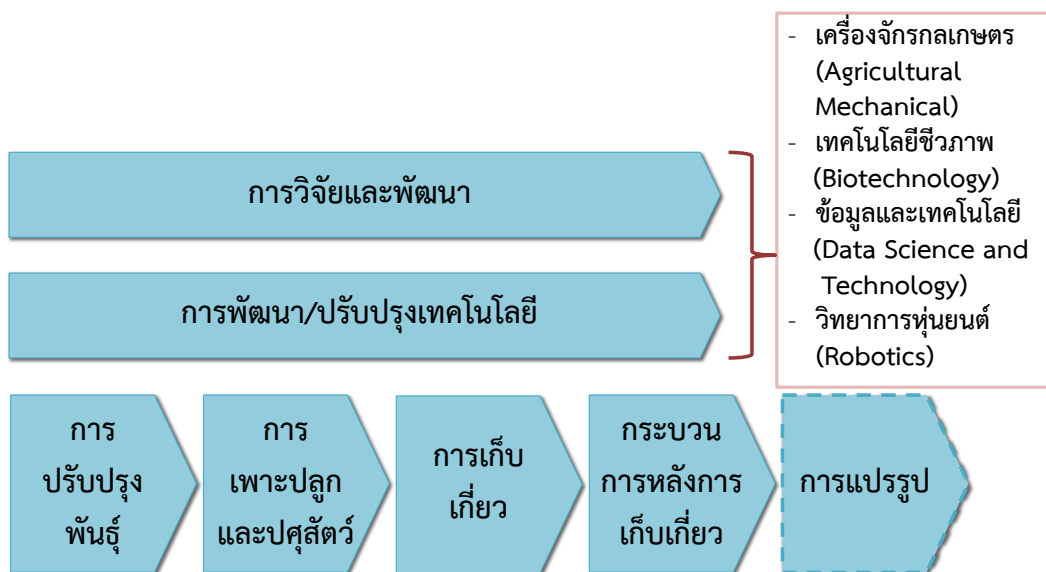 - เครื่องจักรกลเกษตร
(Agricultural
Mechanical)
- เทคโนโลยีชีวภาพ
(Biotechnology)
- ข้อมูลและเทคโนโลยี
(Data Science and
Technology)
- วิทยาการหุ่นยนต์
(Robotics)
การวิจัยและพัฒนา
การพัฒนา/ปรับปรุงเทคโนโลยี
การ
ปรับปรุง
พันธุ์
การ
เพาะปลูก
และปศุสัตว์
การเก็บ
เกี่ยว
กระบวน
การหลังการ
เก็บเกี่ยว
การแปรรูป